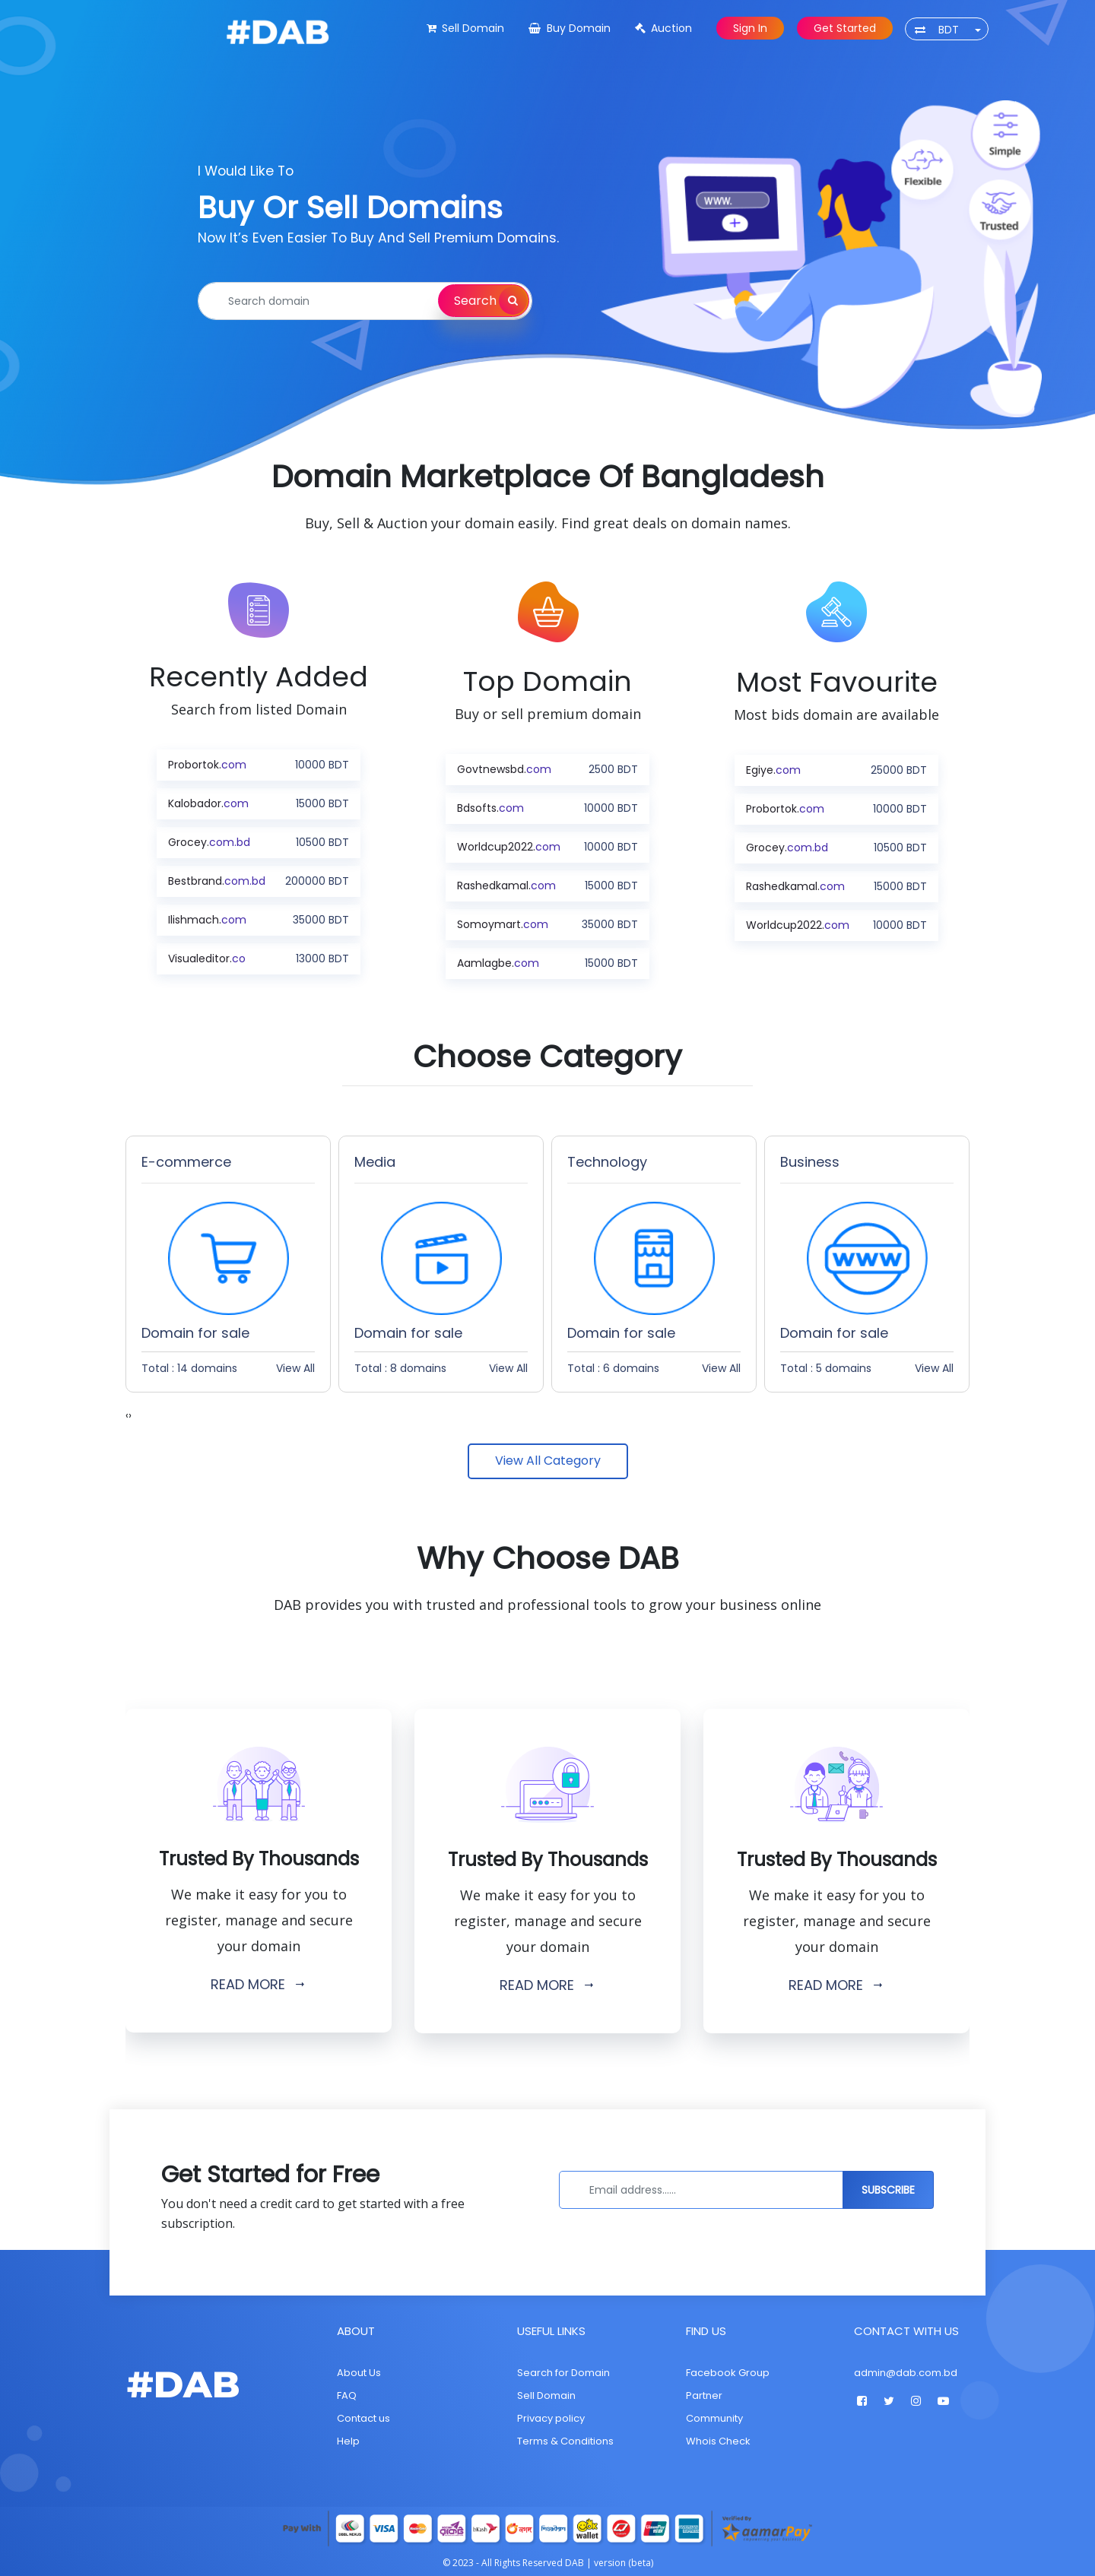 #DAB
Sell Domain
Buy Domain
Auction
Sign In
Get Started
BDT
Simple
Flexible
Trusted
WWW.
I Would Like To
Buy Or Sell Domains
Now It's Even Easier To Buy And Sell Premium Domains.
Search domain
Search
Domain Marketplace Of Bangladesh
Buy, Sell & Auction your domain easily. Find great deals on domain names.
Recently Added
Search from listed Domain
Probortok.com 10000 BDT
Kalobador.com 15000 BDT
Grocey.com.bd 10500 BDT
Bestbrand.com.bd 200000 BDT
Ilishmach.com 35000 BDT
Visualeditor.co 13000 BDT
Top Domain
Buy or sell premium domain
Govtnewsbd.com 2500 BDT
Bdsofts.com 10000 BDT
Worldcup2022.com 10000 BDT
Rashedkamal.com 15000 BDT
Somoymart.com 35000 BDT
Aamlagbe.com 15000 BDT
Most Favourite
Most bids domain are available
Egiye.com 25000 BDT
Probortok.com 10000 BDT
Grocey.com.bd 10500 BDT
Rashedkamal.com 15000 BDT
Worldcup2022.com 10000 BDT
Choose Category
E-commerce
Domain for sale
Total : 14 domains View All
Media
Domain for sale
Total : 8 domains View All
Technology
Domain for sale
Total : 6 domains View All
Business
WWW
Domain for sale
Total : 5 domains View All
‹›
View All Category
Why Choose DAB
DAB provides you with trusted and professional tools to grow your business online
Trusted By Thousands
We make it easy for you to
register, manage and secure
your domain
READ MORE →
Trusted By Thousands
We make it easy for you to
register, manage and secure
your domain
READ MORE →
Trusted By Thousands
We make it easy for you to
register, manage and secure
your domain
READ MORE →
Get Started for Free
You don't need a credit card to get started with a free
subscription.
Email address......
SUBSCRIBE
#DAB
ABOUT
About Us
FAQ
Contact us
Help
USEFUL LINKS
Search for Domain
Sell Domain
Privacy policy
Terms & Conditions
FIND US
Facebook Group
Partner
Community
Whois Check
CONTACT WITH US
admin@dab.com.bd
Pay With
VISA
bKash
wallet
Verified By
aamarPay
© 2023 - All Rights Reserved DAB | version (beta)